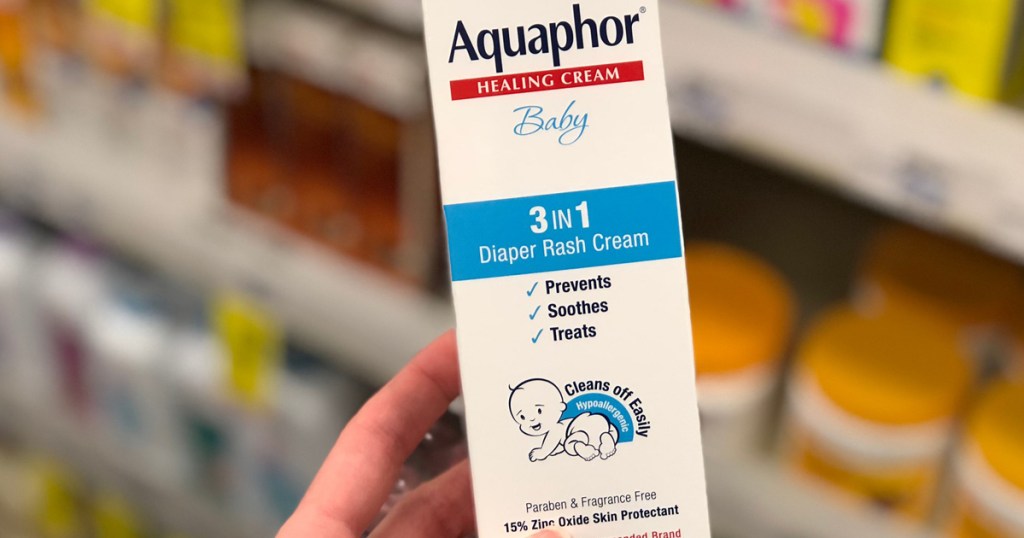 Aquaphor®
HEALING CREAM
Baby
3 IN 1
Diaper Rash Cream
✓ Prevents
✓ Soothes
✓ Treats
Cleans off Easily
Hypoallergenic
Paraben & Fragrance Free
15% Zinc Oxide Skin Protectant
Brand